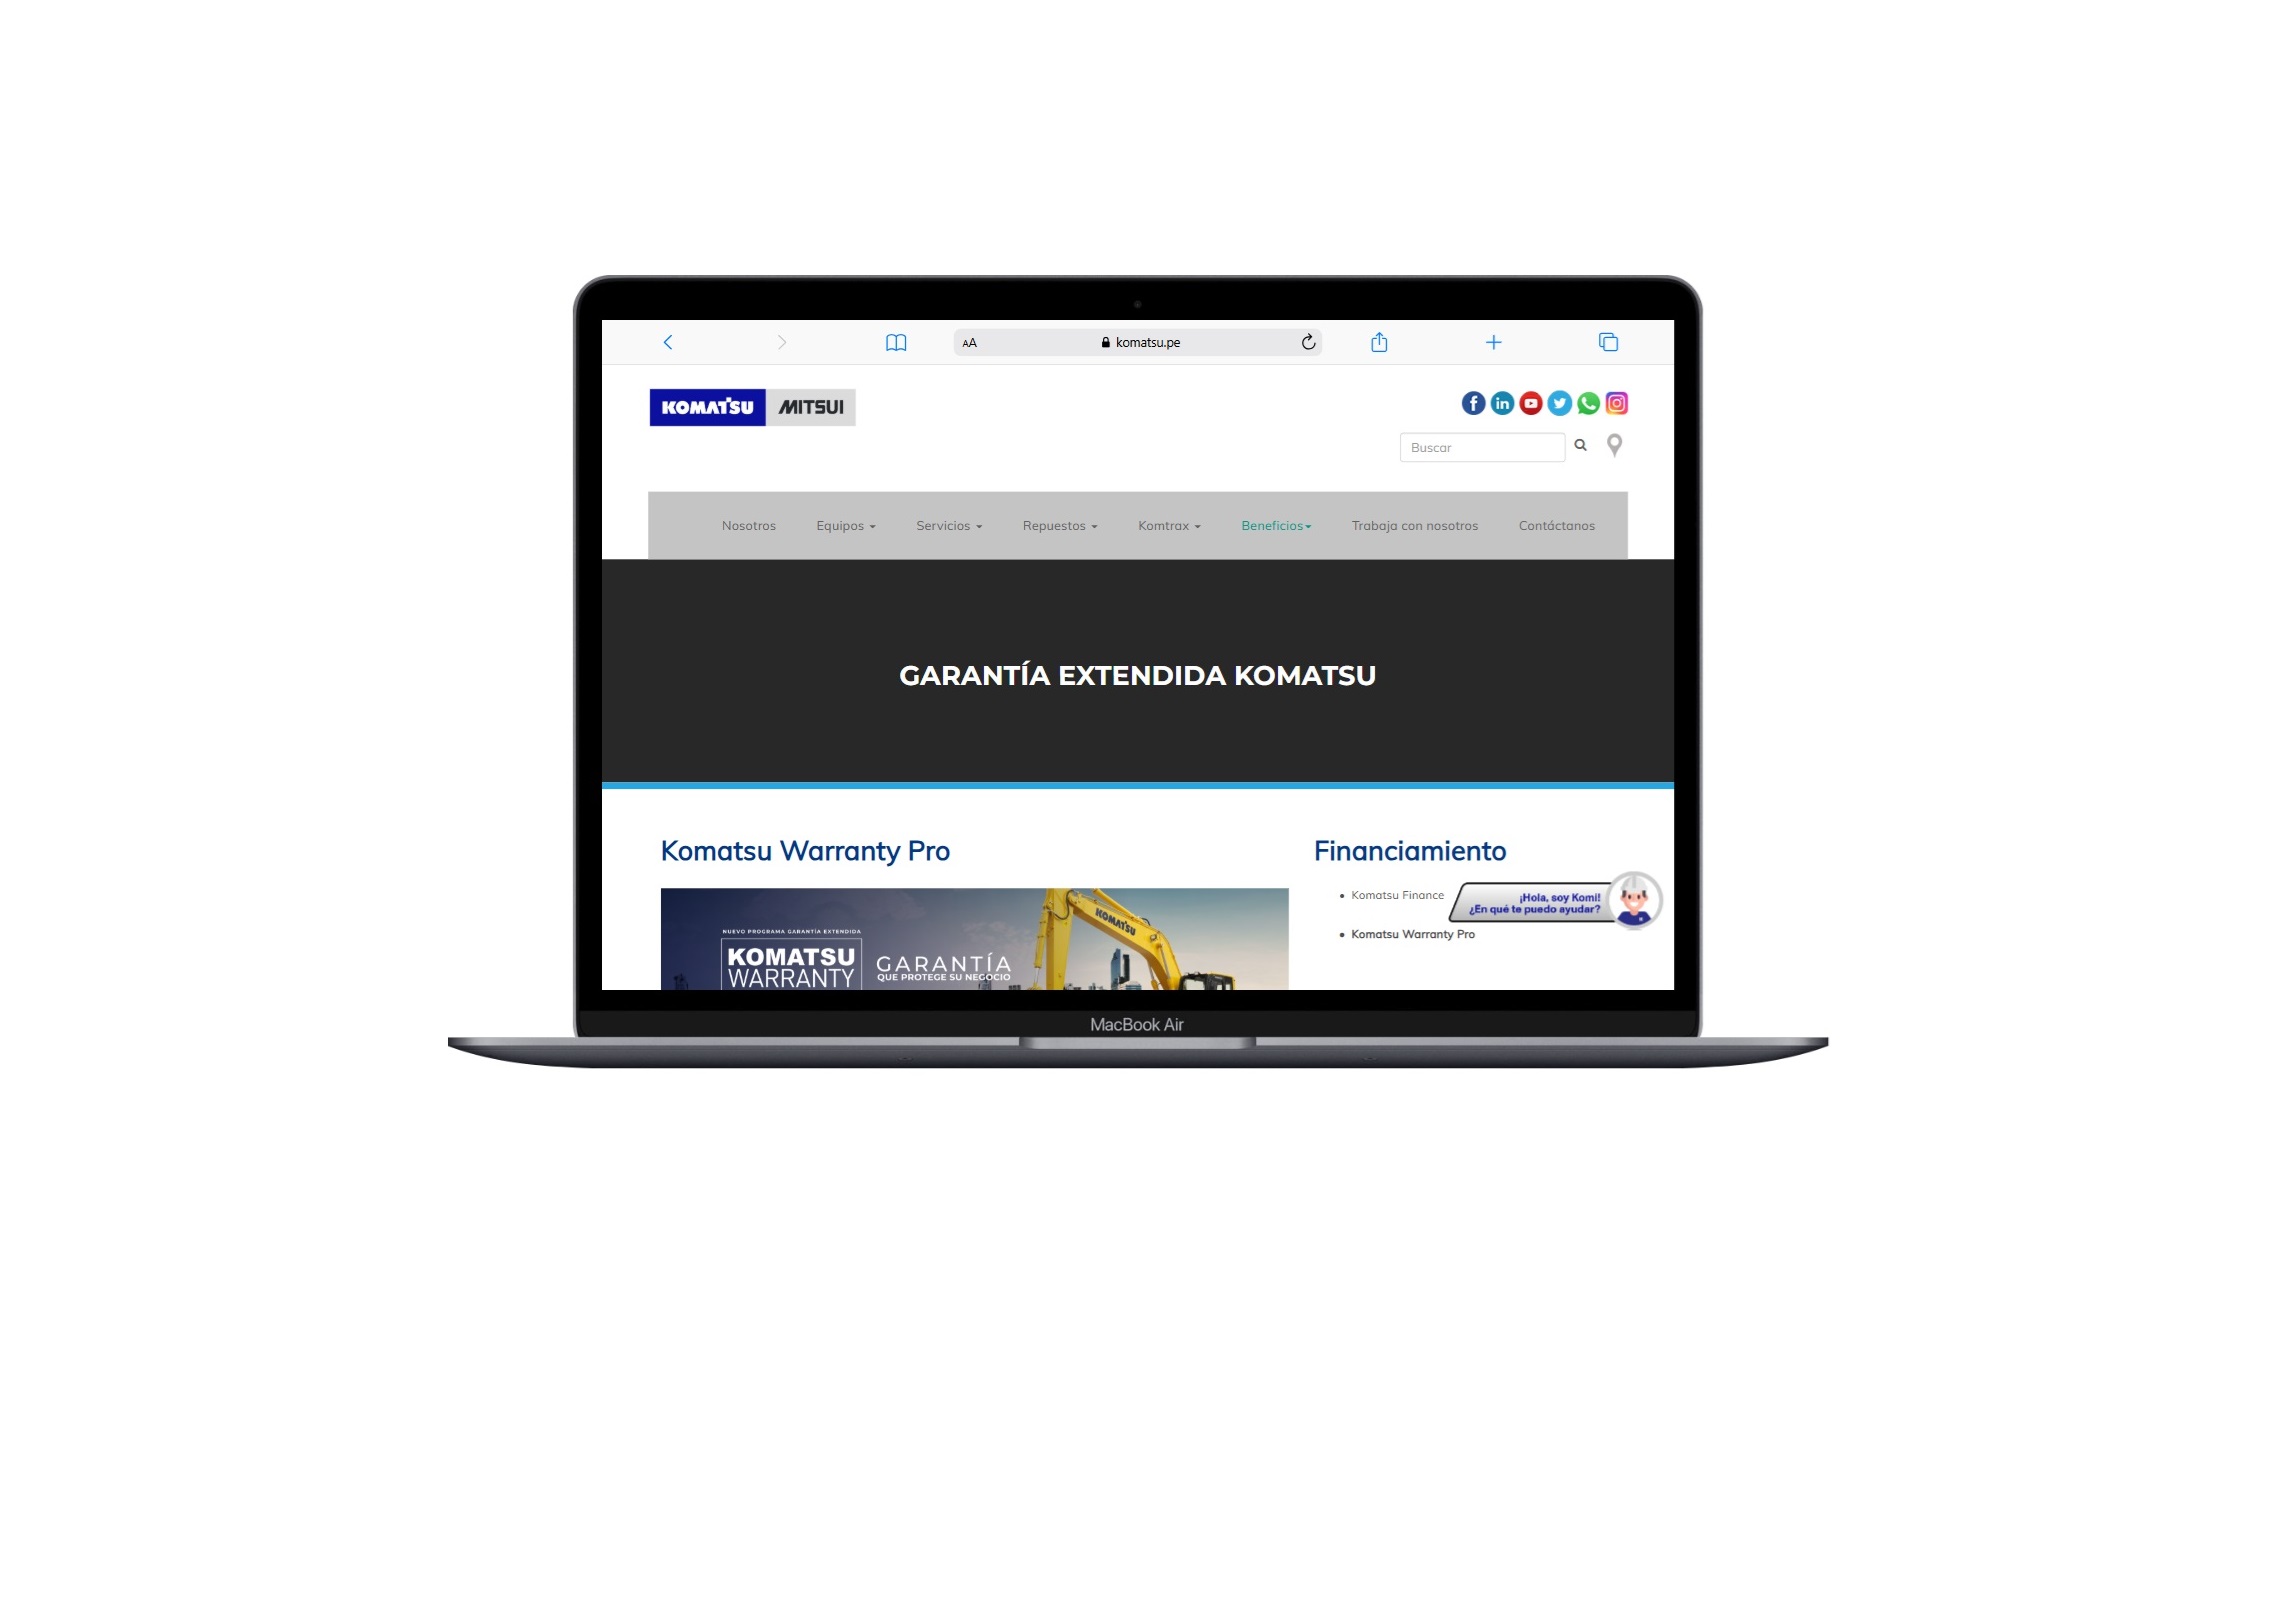 AA
komatsu.pe
KOMATSU MITSUI
Buscar
Nosotros Equipos Servicios Repuestos Komtrax Beneficios Trabaja con nosotros Contáctanos
GARANTÍA EXTENDIDA KOMATSU
Komatsu Warranty Pro
NUEVO PROGRAMA GARANTÍA EXTENDIDA
KOMATSU
WARRANTY
GARANTÍA
QUE PROTEGE SU NEGOCIO
KOMATSU
Financiamiento
• Komatsu Finance
¡Hola, soy Komi!
¿En qué te puedo ayudar?
• Komatsu Warranty Pro
MacBook Air